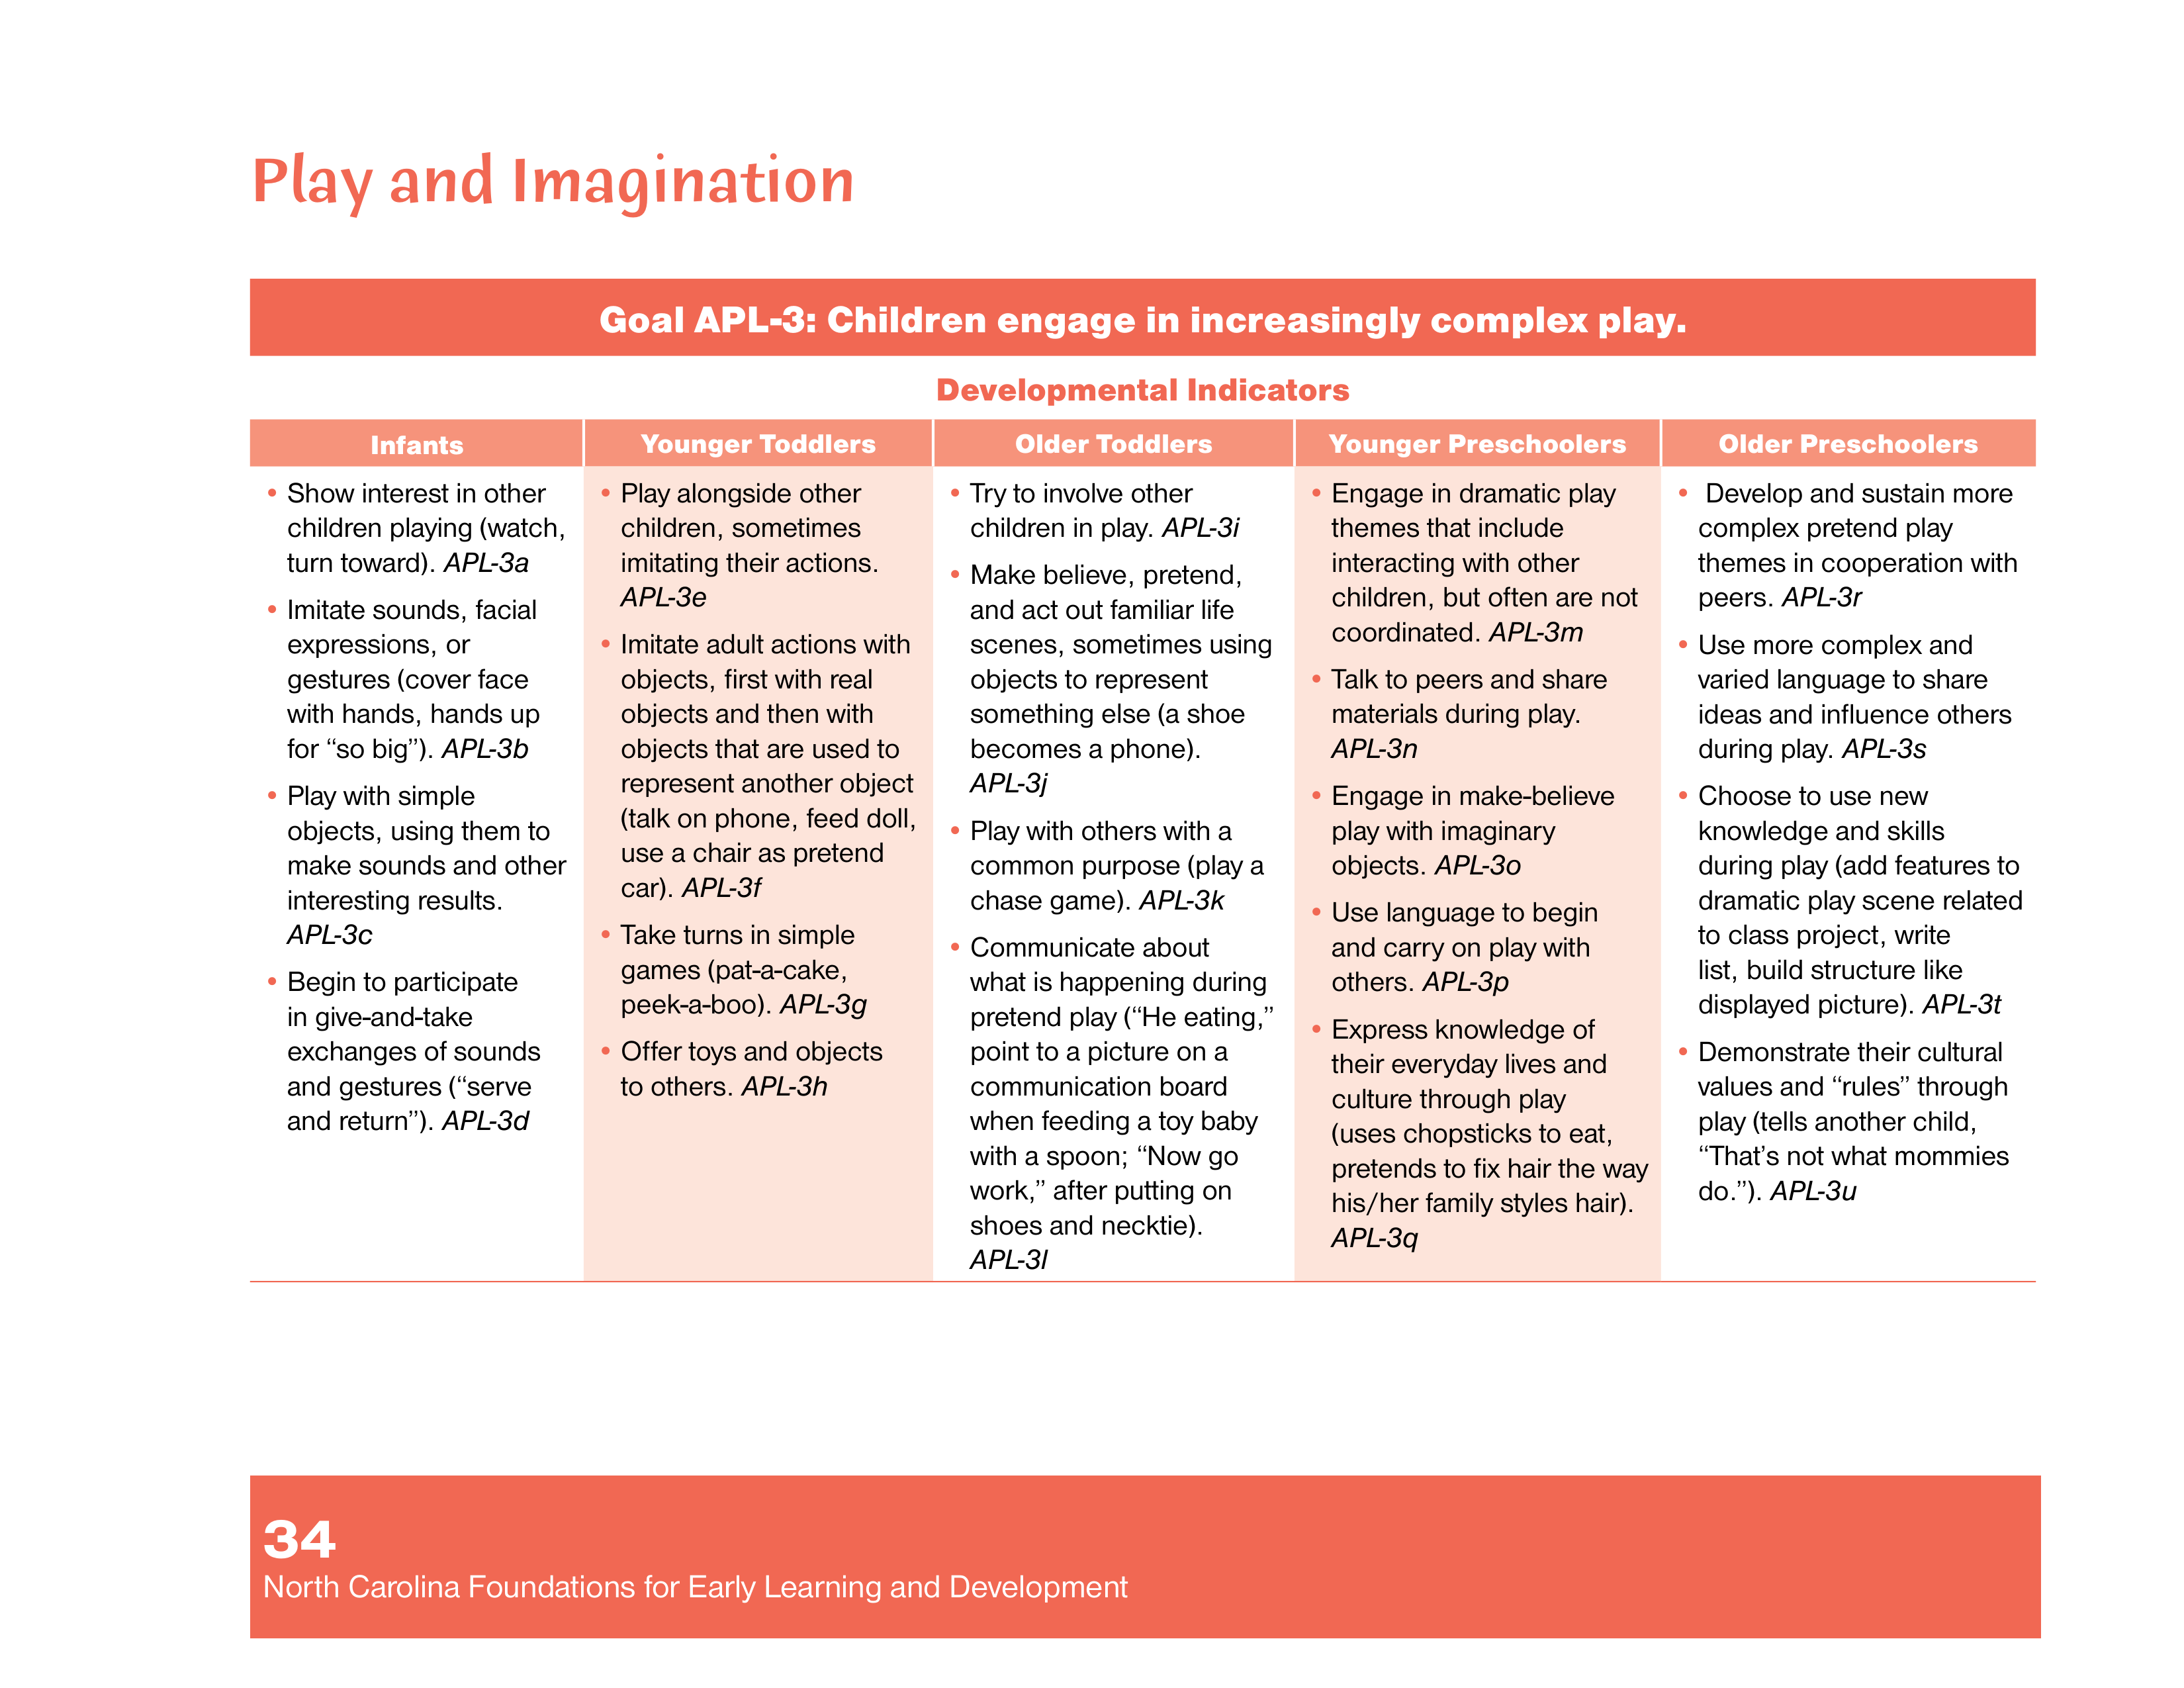 Play and Imagination
Goal APL-3: Children engage in increasingly complex play.
Developmental Indicators
Infants
• Show interest in other
children playing (watch,
turn toward). APL-3a
• Imitate sounds, facial
expressions, or
gestures (cover face
with hands, hands up
for “so big”). APL-3b
• Play with simple
objects, using them to
make sounds and other
interesting results.
APL-3c
• Begin to participate
in give-and-take
exchanges of sounds
and gestures (“serve
and return”). APL-3d
Younger Toddlers
• Play alongside other
children, sometimes
imitating their actions.
APL-3e
• Imitate adult actions with
objects, first with real
objects and then with
objects that are used to
represent another object
(talk on phone, feed doll,
use a chair as pretend
car). APL-3f
• Take turns in simple
games (pat-a-cake,
peek-a-boo). APL-3g
• Offer toys and objects
to others. APL-3h
Older Toddlers
• Try to involve other
children in play. APL-3i
• Make believe, pretend,
and act out familiar life
scenes, sometimes using
objects to represent
something else (a shoe
becomes a phone).
APL-3j
• Play with others with a
common purpose (play a
chase game). APL-3k
• Communicate about
what is happening during
pretend play (“He eating,”
point to a picture on a
communication board
when feeding a toy baby
with a spoon; “Now go
work,” after putting on
shoes and necktie).
APL-3l
Younger Preschoolers
• Engage in dramatic play
themes that include
interacting with other
children, but often are not
coordinated. APL-3m
• Talk to peers and share
materials during play.
APL-3n
• Engage in make-believe
play with imaginary
objects. APL-3o
• Use language to begin
and carry on play with
others. APL-3p
• Express knowledge of
their everyday lives and
culture through play
(uses chopsticks to eat,
pretends to fix hair the way
his/her family styles hair).
APL-3q
Older Preschoolers
• Develop and sustain more
complex pretend play
themes in cooperation with
peers. APL-3r
• Use more complex and
varied language to share
ideas and influence others
during play. APL-3s
• Choose to use new
knowledge and skills
during play (add features to
dramatic play scene related
to class project, write
list, build structure like
displayed picture). APL-3t
• Demonstrate their cultural
values and “rules” through
play (tells another child,
“That’s not what mommies
do.”). APL-3u
34
North Carolina Foundations for Early Learning and Development